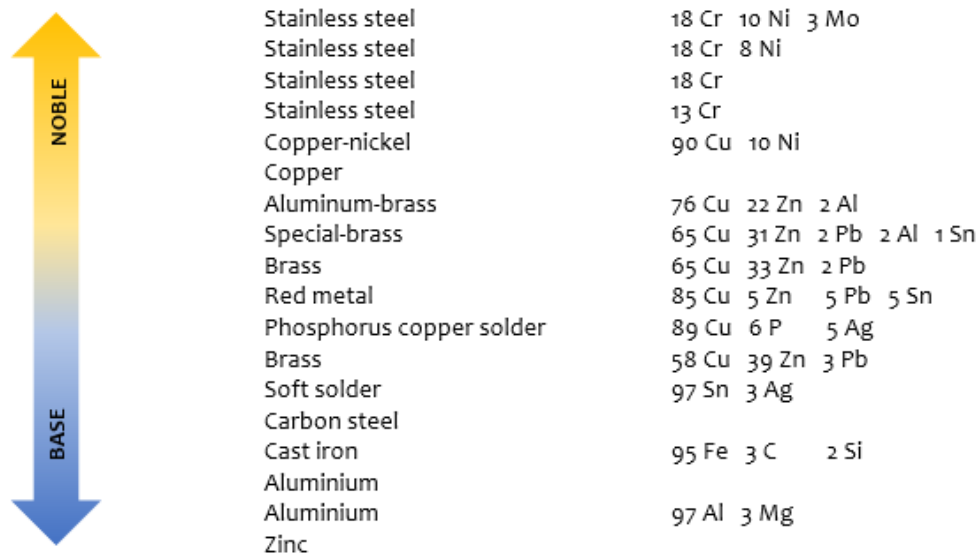 NOBLE
BASE
Stainless steel 18 Cr 10 Ni 3 Mo
Stainless steel 18 Cr 8 Ni
Stainless steel 18 Cr
Stainless steel 13 Cr
Copper-nickel 90 Cu 10 Ni
Copper
Aluminum-brass 76 Cu 22 Zn 2 Al
Special-brass 65 Cu 31 Zn 2 Pb 2 Al 1 Sn
Brass 65 Cu 33 Zn 2 Pb
Red metal 85 Cu 5 Zn 5 Pb 5 Sn
Phosphorus copper solder 89 Cu 6 P 5 Ag
Brass 58 Cu 39 Zn 3 Pb
Soft solder 97 Sn 3 Ag
Carbon steel
Cast iron 95 Fe 3 C 2 Si
Aluminium
Aluminium 97 Al 3 Mg
Zinc